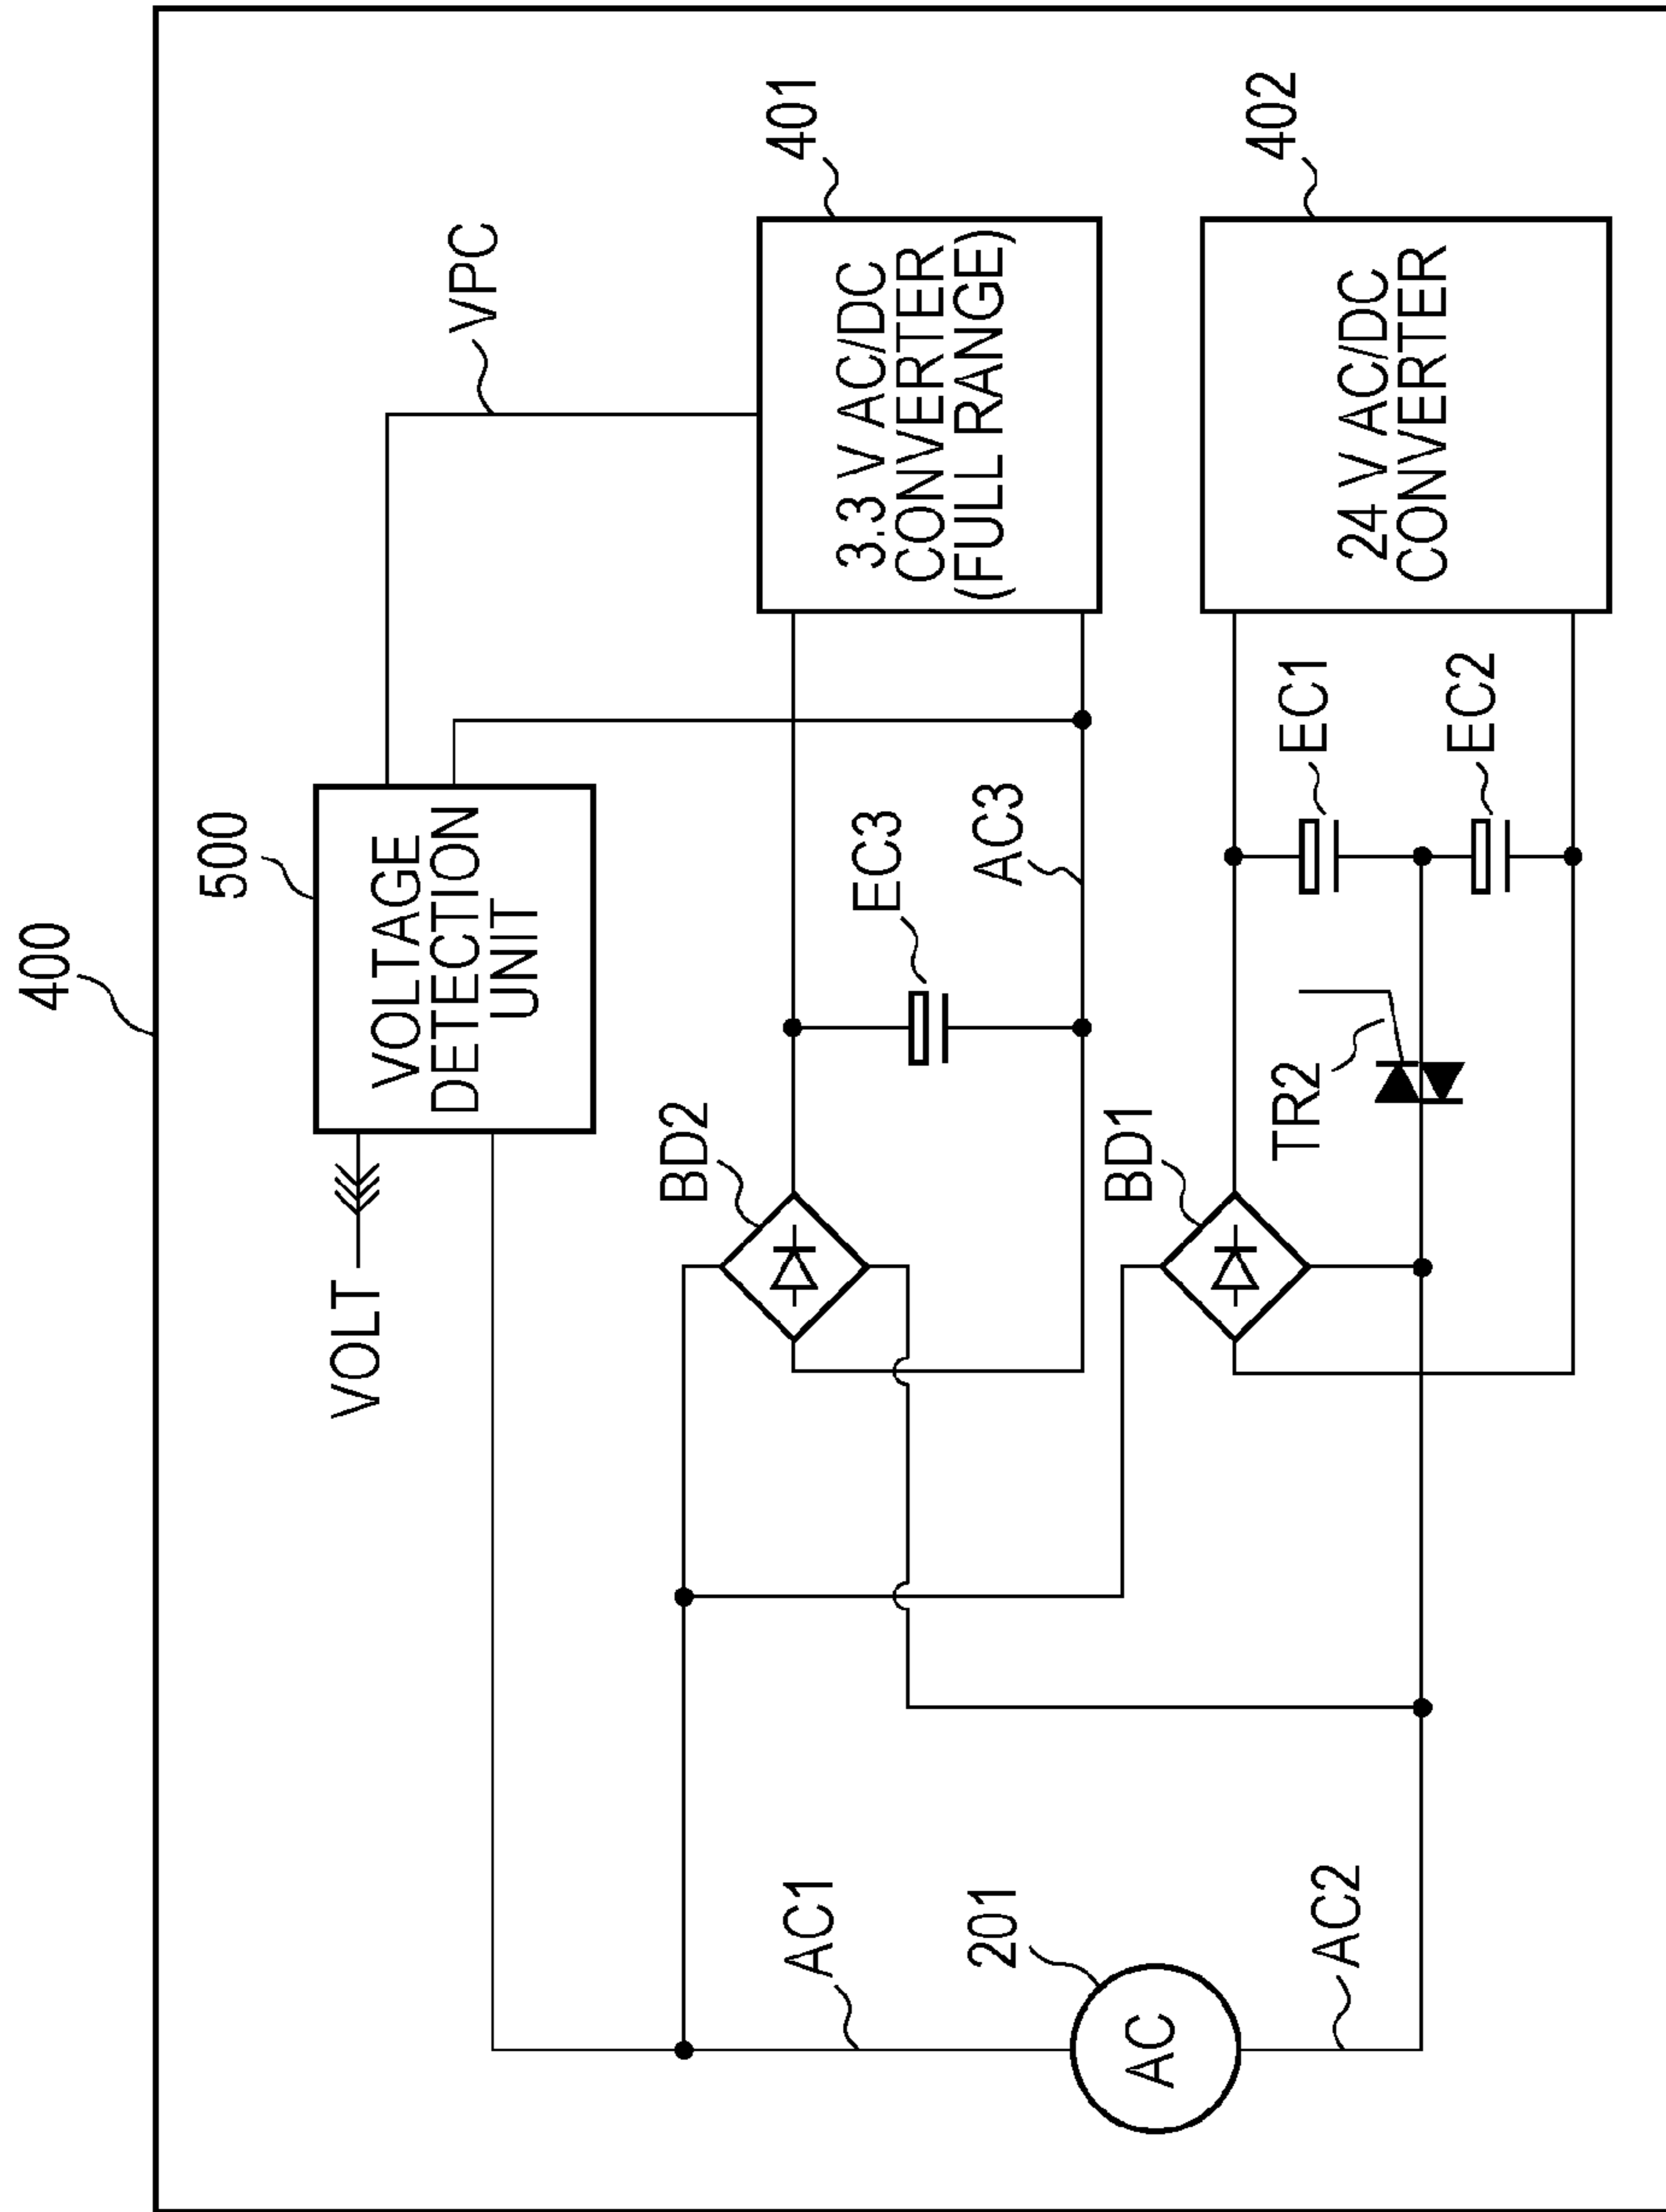 400
500
VOLTAGE
DETECTION
UNIT
VOLT
VPC
401
3.3 V AC/DC
CONVERTER
(FULL RANGE)
BD2
EC3
AC3
AC1
201
AC
AC2
BD1
TR2
EC1
EC2
402
24 V AC/DC
CONVERTER